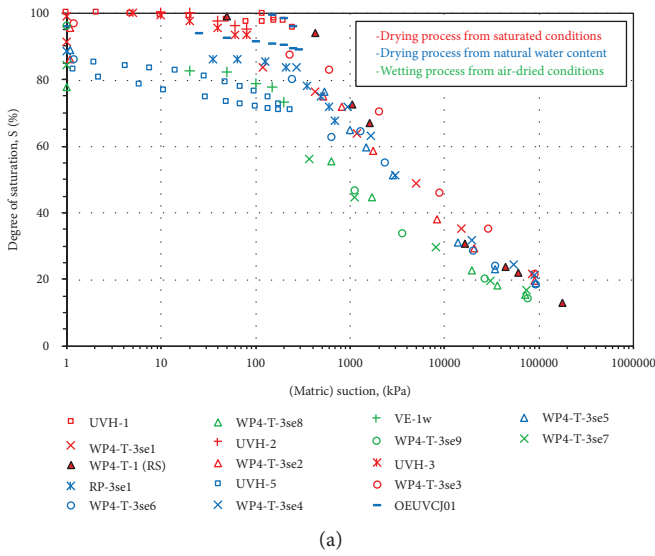 Degree of saturation, S (%)
100
80
60
40
20
0
-Drying process from saturated conditions
-Drying process from natural water content
-Wetting process from air-dried conditions
1
10
100
1000
10000
100000
1000000
(Matric) suction, (kPa)
UVH-1
WP4-T-3se1
WP4-T-1 (RS)
RP-3se1
WP4-T-3se6
WP4-T-3se8
UVH-2
WP4-T-3se2
UVH-5
WP4-T-3se4
VE-1w
WP4-T-3se9
UVH-3
WP4-T-3se3
OEUVCJ01
WP4-T-3se5
WP4-T-3se7
(a)